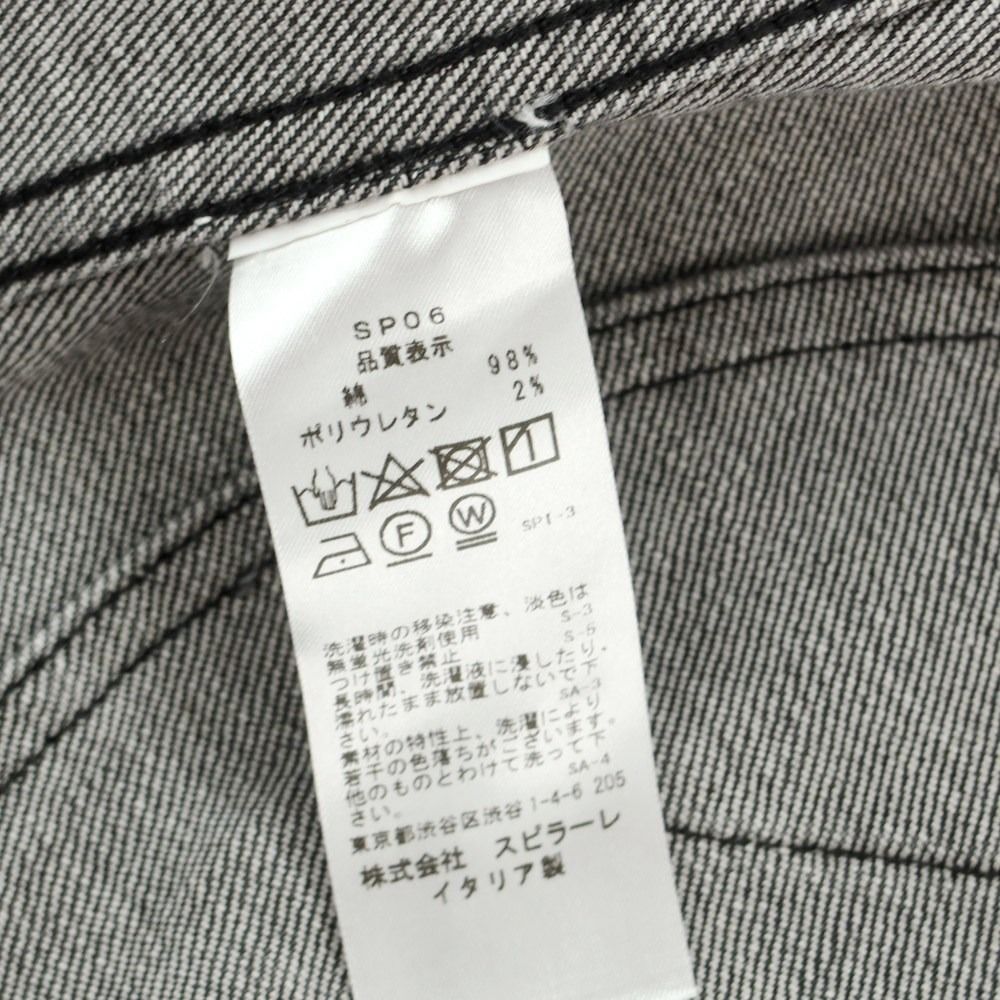 SP06
品質表示
綿 98%
ポリウレタン 2%
F W SPI-3
洗濯時の移染注意、淡色は
S-3
無蛍光洗剤使用
S-5
つけ置き禁止
長時間、洗濯液に浸したり・
濡れたまま放置しないで下
さい。
SA-3
素材の特性上、洗濯により
若干の色落ちがございます。
他のものとわけて洗って下
さい。
SA-4
東京都渋谷区渋谷1-4-6 205
株式会社 スピラーレ
イタリア製